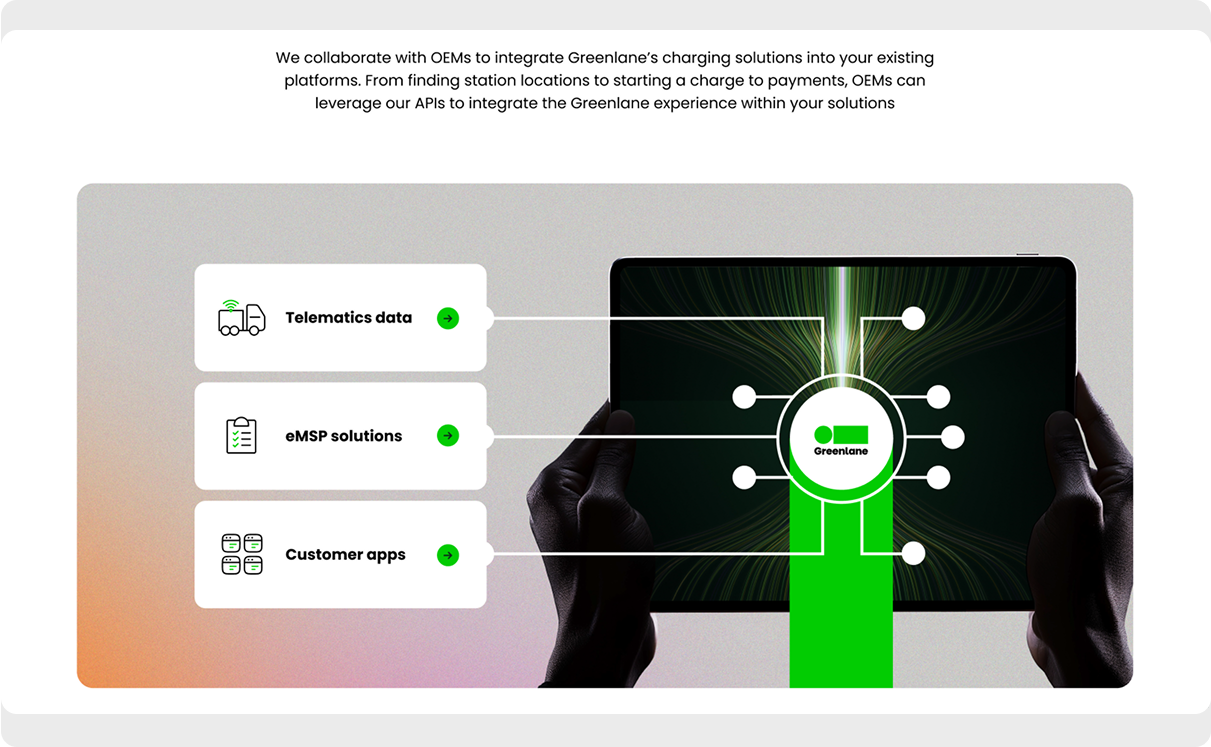 We collaborate with OEMs to integrate Greenlane’s charging solutions into your existing
platforms. From finding station locations to starting a charge to payments, OEMs can
leverage our APIs to integrate the Greenlane experience within your solutions
Telematics data
eMSP solutions
Greenlane
Customer apps